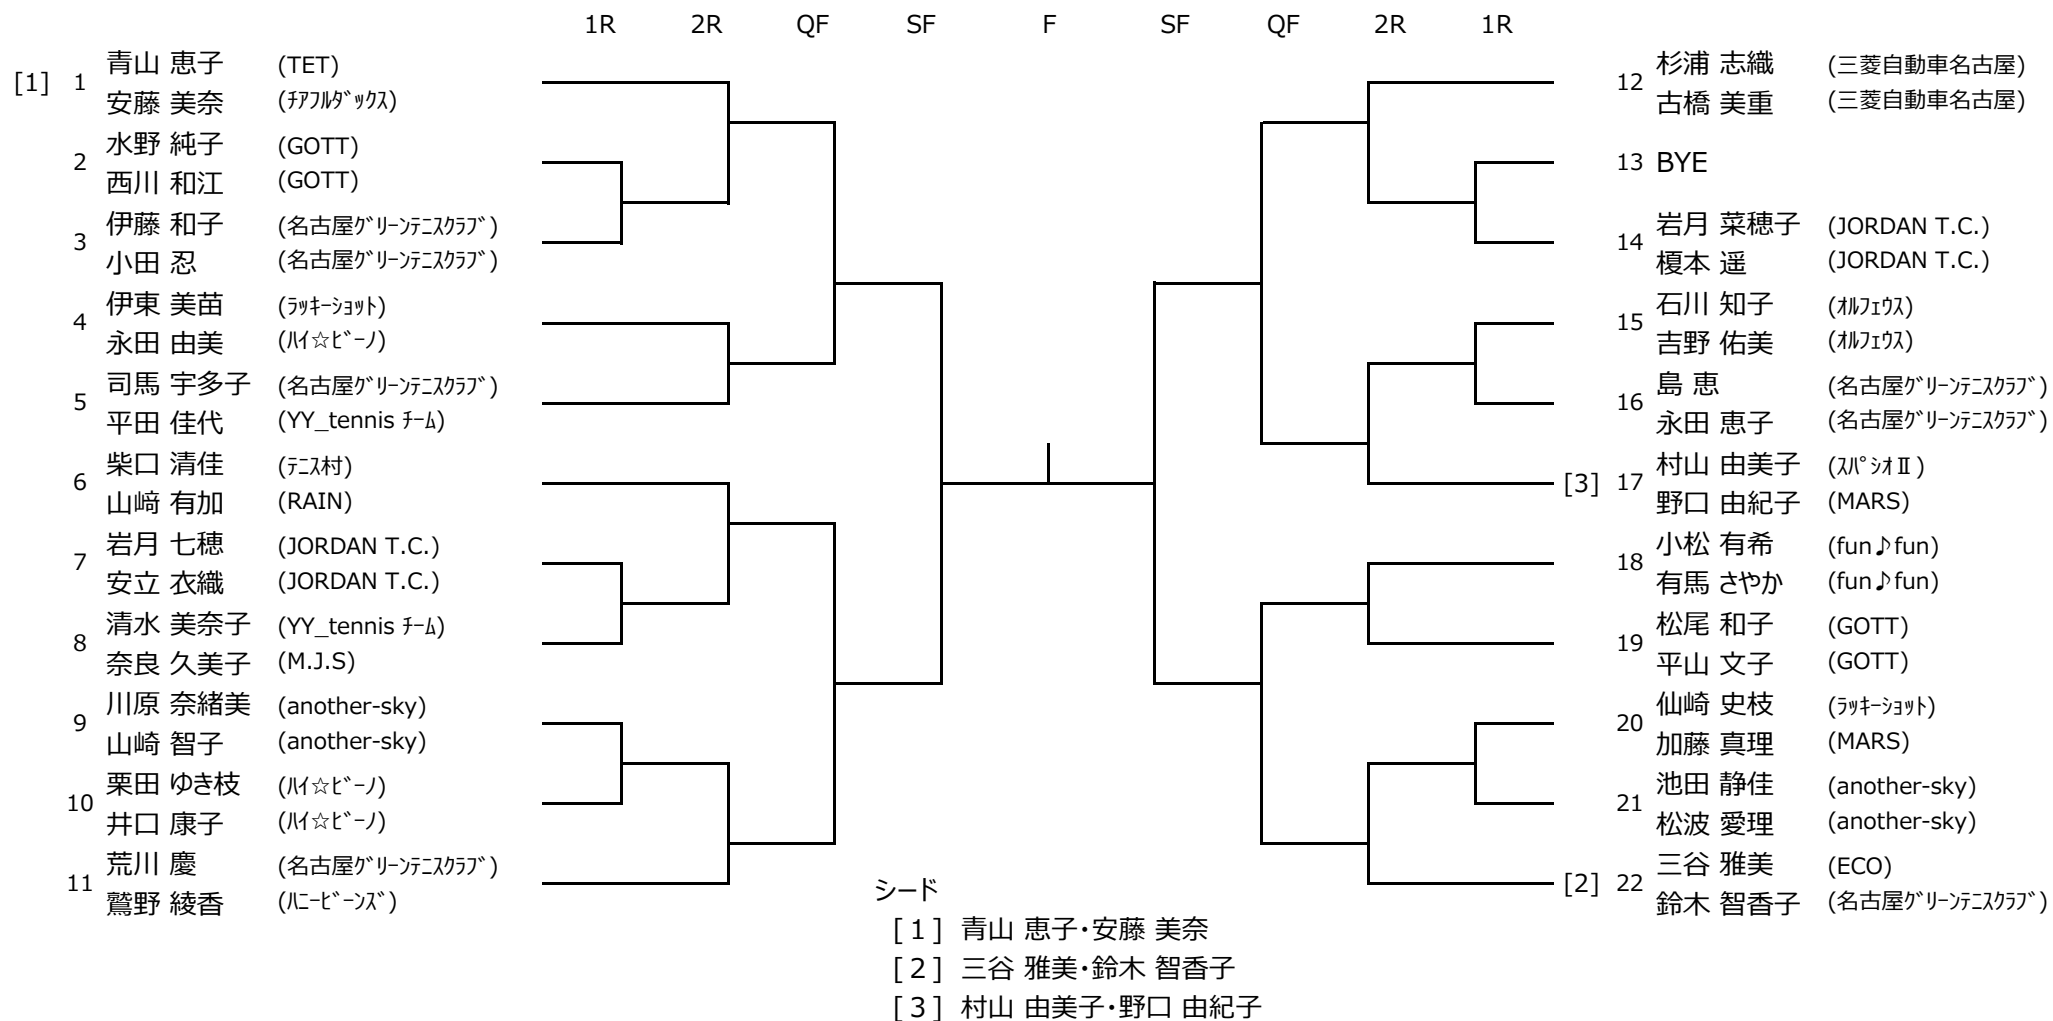 1R 2R QF SF F SF QF 2R 1R
[1] 1 青山 恵子 (TET)
安藤 美奈 (ﾁｱﾌﾙﾀﾞｯｸｽ)
2 水野 純子 (GOTT)
西川 和江 (GOTT)
3 伊藤 和子 (名古屋ｸﾞﾘｰﾝﾃﾆｽｸﾗﾌﾞ)
小田 忍 (名古屋ｸﾞﾘｰﾝﾃﾆｽｸﾗﾌﾞ)
4 伊東 美苗 (ﾗｯｷｰｼｮｯﾄ)
永田 由美 (ﾊｲ☆ﾋﾞｰﾉ)
5 司馬 宇多子 (名古屋ｸﾞﾘｰﾝﾃﾆｽｸﾗﾌﾞ)
平田 佳代 (YY_tennis ﾁｰﾑ)
6 柴口 清佳 (ﾃﾆｽ村)
山﨑 有加 (RAIN)
7 岩月 七穂 (JORDAN T.C.)
安立 衣織 (JORDAN T.C.)
8 清水 美奈子 (YY_tennis ﾁｰﾑ)
奈良 久美子 (M.J.S)
9 川原 奈緒美 (another-sky)
山崎 智子 (another-sky)
10 栗田 ゆき枝 (ﾊｲ☆ﾋﾞｰﾉ)
井口 康子 (ﾊｲ☆ﾋﾞｰﾉ)
11 荒川 慶 (名古屋ｸﾞﾘｰﾝﾃﾆｽｸﾗﾌﾞ)
鷲野 綾香 (ﾊﾆｰﾋﾞｰﾝｽﾞ)
12 杉浦 志織 (三菱自動車名古屋)
古橋 美重 (三菱自動車名古屋)
13 BYE
14 岩月 菜穂子 (JORDAN T.C.)
榎本 遥 (JORDAN T.C.)
15 石川 知子 (ｵﾙﾌｪｳｽ)
吉野 佑美 (ｵﾙﾌｪｳｽ)
16 島 恵 (名古屋ｸﾞﾘｰﾝﾃﾆｽｸﾗﾌﾞ)
永田 恵子 (名古屋ｸﾞﾘｰﾝﾃﾆｽｸﾗﾌﾞ)
[3] 17 村山 由美子 (ｽﾊﾟｼｵⅡ)
野口 由紀子 (MARS)
18 小松 有希 (fun♪fun)
有馬 さやか (fun♪fun)
19 松尾 和子 (GOTT)
平山 文子 (GOTT)
20 仙崎 史枝 (ﾗｯｷｰｼｮｯﾄ)
加藤 真理 (MARS)
21 池田 静佳 (another-sky)
松波 愛理 (another-sky)
[2] 22 三谷 雅美 (ECO)
鈴木 智香子 (名古屋ｸﾞﾘｰﾝﾃﾆｽｸﾗﾌﾞ)
シード
[１] 青山 恵子・安藤 美奈
[２] 三谷 雅美・鈴木 智香子
[３] 村山 由美子・野口 由紀子